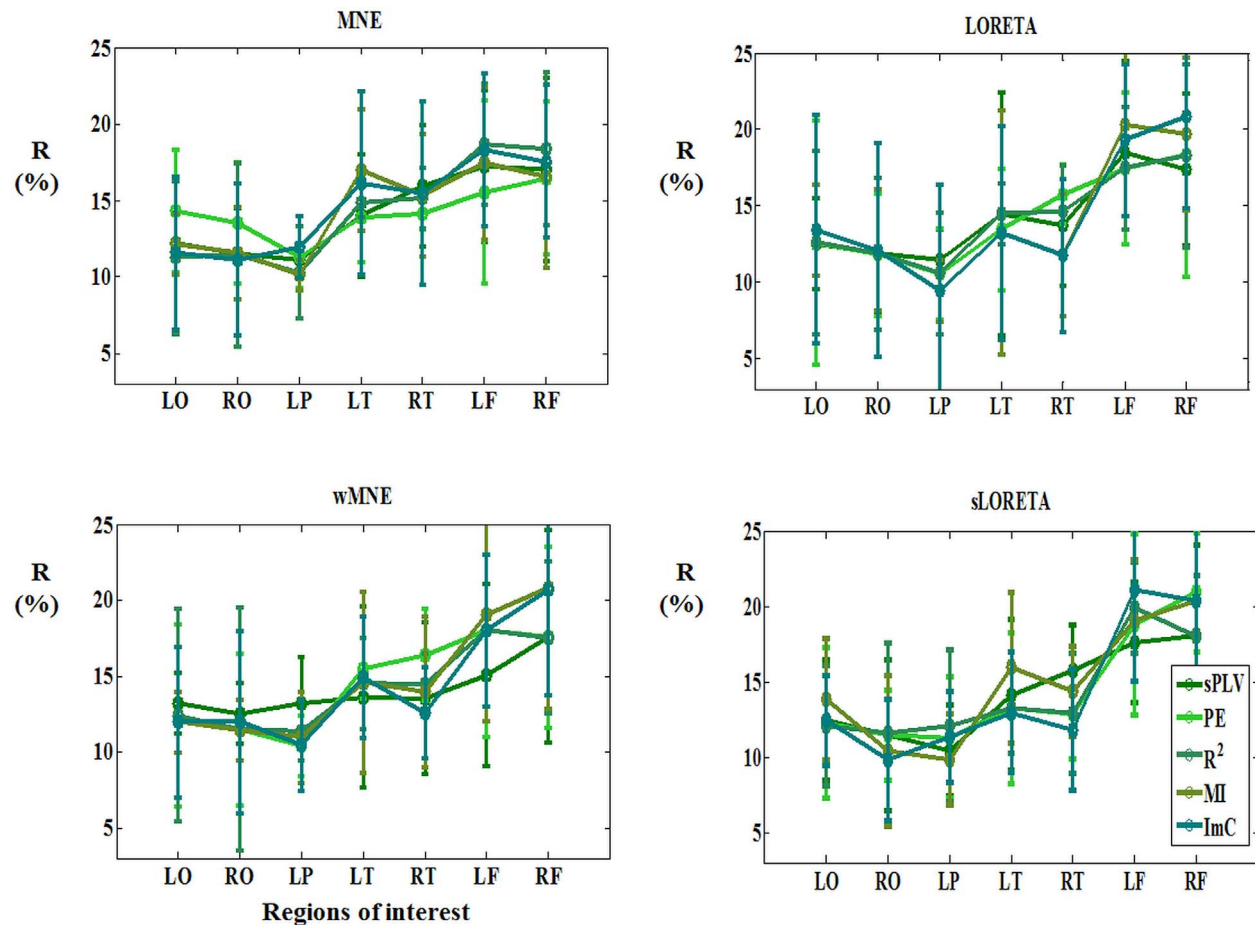 MNE
R
(%)
25
20
15
10
5
LO RO LP LT RT LF RF
LORETA
R
(%)
25
20
15
10
5
LO RO LP LT RT LF RF
wMNE
R
(%)
25
20
15
10
5
LO RO LP LT RT LF RF
Regions of interest
sLORETA
R
(%)
25
20
15
10
5
LO RO LP LT RT LF RF
sPLV
PE
R²
MI
ImC